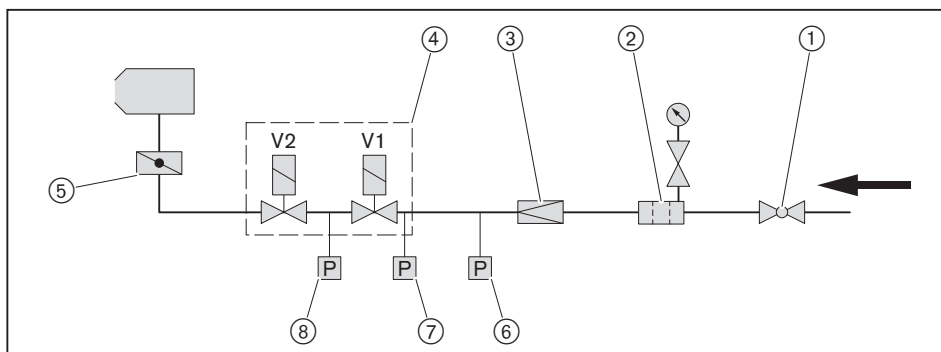 ④ ③ ② ①
V2 V1
⑤
P P P
⑧ ⑦ ⑥